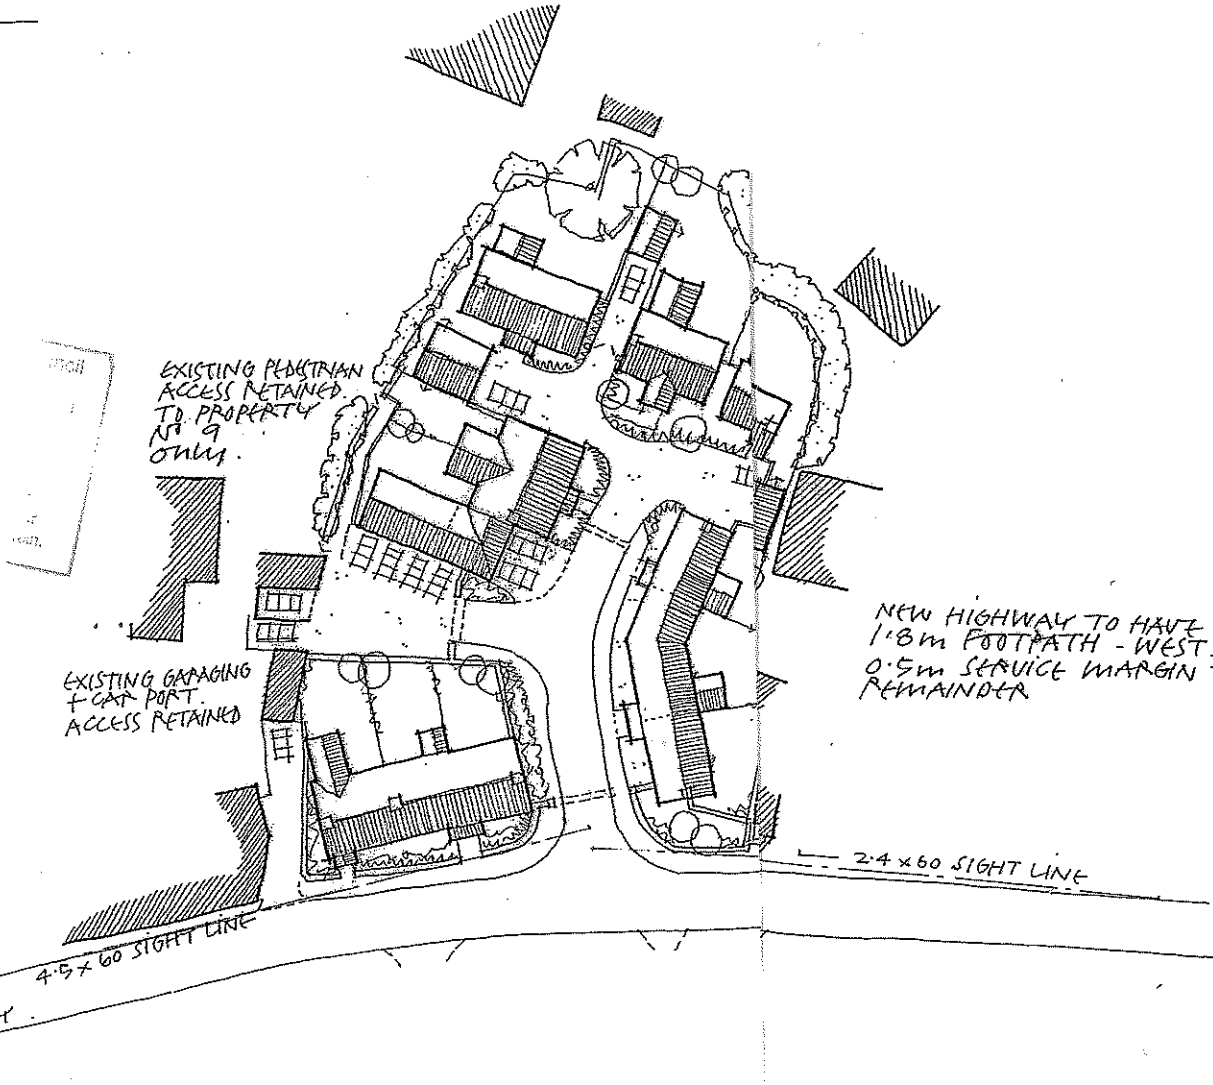 EXISTING PEDESTRIAN
ACCESS RETAINED
TO PROPERTY
No 9
ONLY.
EXISTING GARAGING
+ CAR PORT.
ACCESS RETAINED
NEW HIGHWAY TO HAVE
1.8m FOOTPATH - WEST.
0.5m SERVICE MARGIN
REMAINDER
2.4 x 60 SIGHT LINE
4.5 x 60 SIGHT LINE